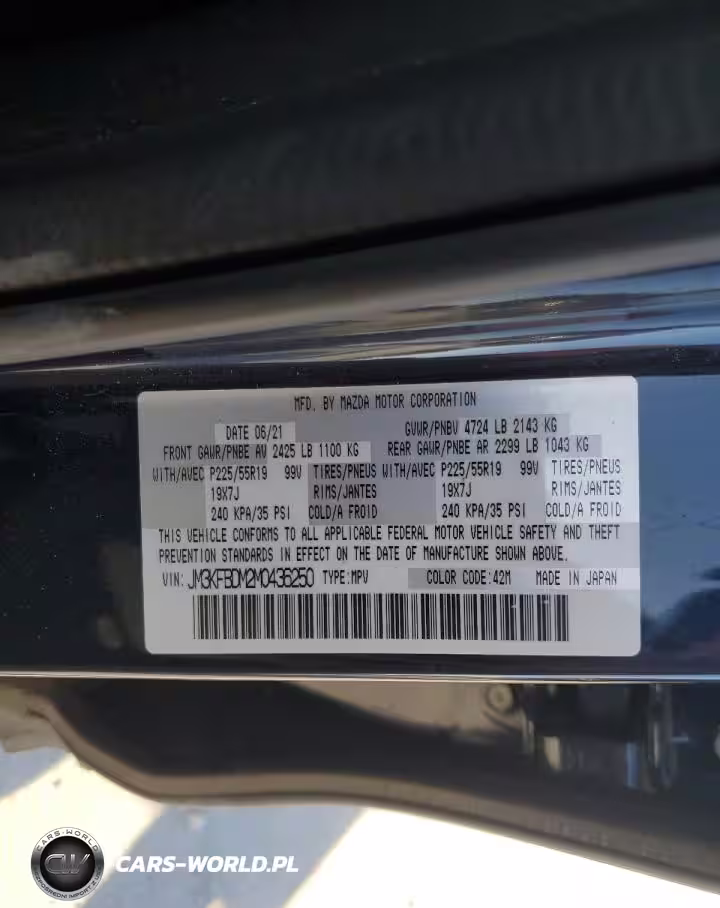 MFD. BY MAZDA MOTOR CORPORATION
DATE 06/21 GVWR/PNBV 4724 LB 2143 KG
FRONT GAWR/PNBE AV 2425 LB 1100 KG REAR GAWR/PNBE AR 2299 LB 1043 KG
WITH/AVEC P225/55R19 99V TIRES/PNEUS WITH/AVEC P225/55R19 99V TIRES/PNEUS
19X7J RIMS/JANTES 19X7J RIMS/JANTES
240 KPA/35 PSI COLD/A FROID 240 KPA/35 PSI COLD/A FROID
THIS VEHICLE CONFORMS TO ALL APPLICABLE FEDERAL MOTOR VEHICLE SAFETY AND THEFT
PREVENTION STANDARDS IN EFFECT ON THE DATE OF MANUFACTURE SHOWN ABOVE.
VIN: JM3KFBDM2M0436250 TYPE:MPV COLOR CODE:42M MADE IN JAPAN
CARS-WORLD
CW
CARS-WORLD.PL